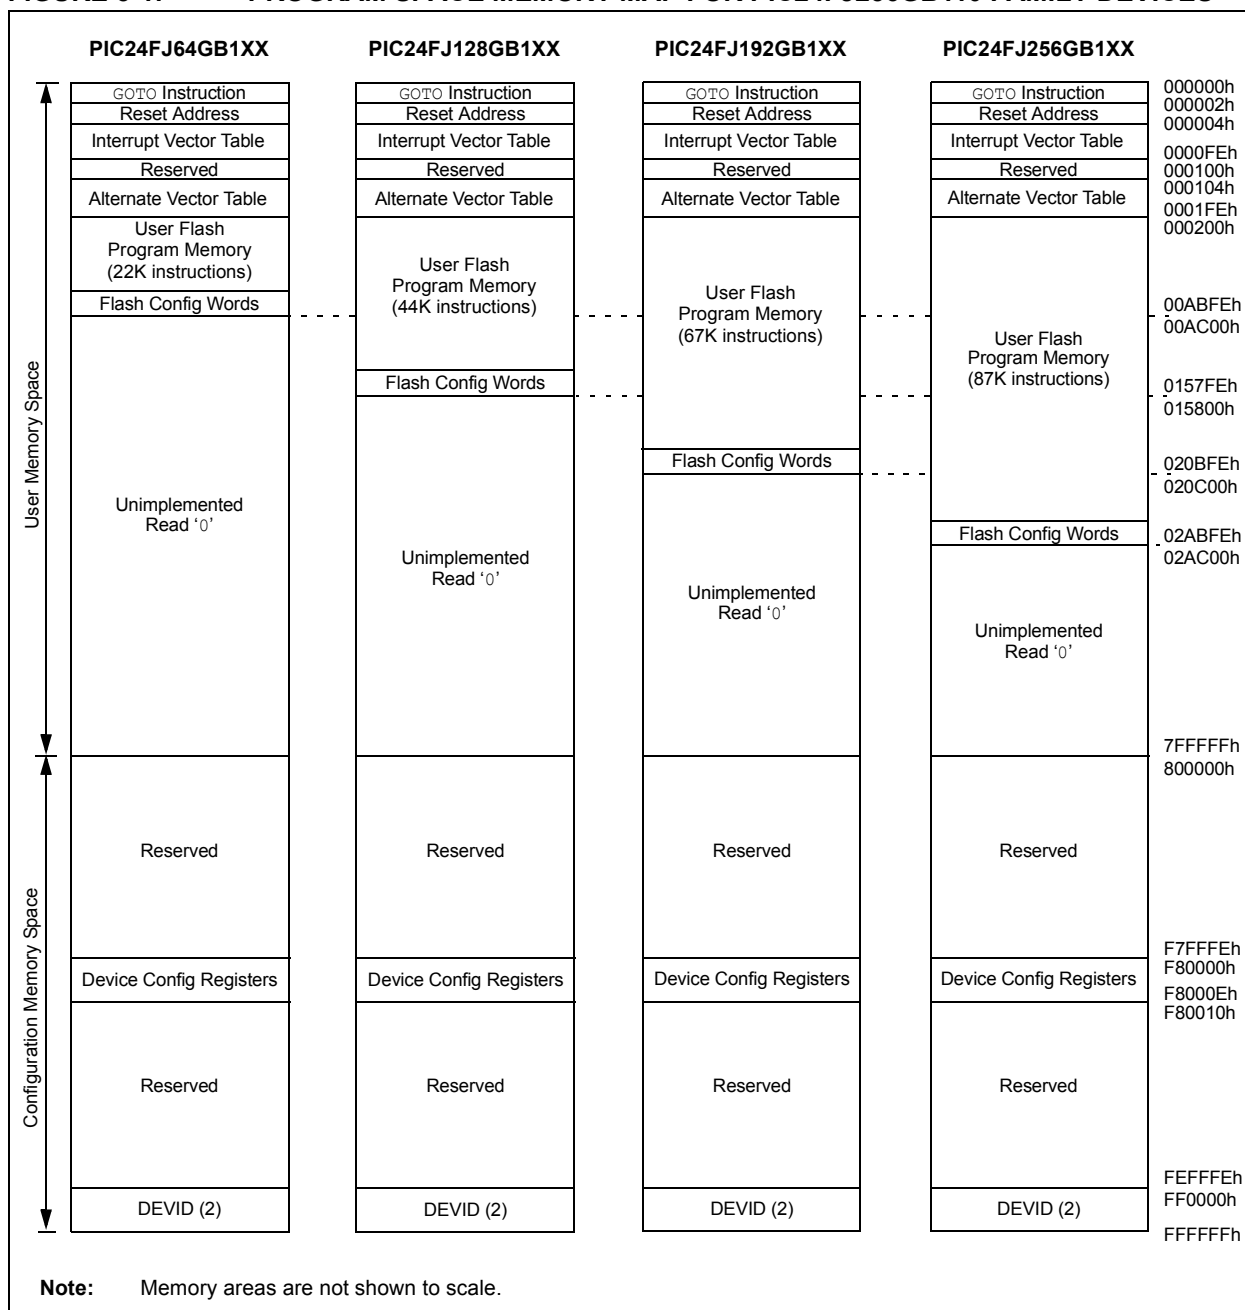 PIC24FJ64GB1XX
PIC24FJ128GB1XX
PIC24FJ192GB1XX
PIC24FJ256GB1XX
User Memory Space
Configuration Memory Space
GOTO Instruction
Reset Address
Interrupt Vector Table
Reserved
Alternate Vector Table
User Flash
Program Memory
(22K instructions)
Flash Config Words
Unimplemented
Read ‘0’
Reserved
Device Config Registers
Reserved
DEVID (2)
GOTO Instruction
Reset Address
Interrupt Vector Table
Reserved
Alternate Vector Table
User Flash
Program Memory
(44K instructions)
Flash Config Words
Unimplemented
Read ‘0’
Reserved
Device Config Registers
Reserved
DEVID (2)
GOTO Instruction
Reset Address
Interrupt Vector Table
Reserved
Alternate Vector Table
User Flash
Program Memory
(67K instructions)
Flash Config Words
Unimplemented
Read ‘0’
Reserved
Device Config Registers
Reserved
DEVID (2)
GOTO Instruction
Reset Address
Interrupt Vector Table
Reserved
Alternate Vector Table
User Flash
Program Memory
(87K instructions)
Flash Config Words
Unimplemented
Read ‘0’
Reserved
Device Config Registers
Reserved
DEVID (2)
000000h
000002h
000004h
0000FEh
000100h
000104h
0001FEh
000200h
00ABFEh
00AC00h
0157FEh
015800h
020BFEh
020C00h
02ABFEh
02AC00h
7FFFFFh
800000h
F7FFFEh
F80000h
F8000Eh
F80010h
FEFFFEh
FF0000h
FFFFFFh
Note: Memory areas are not shown to scale.